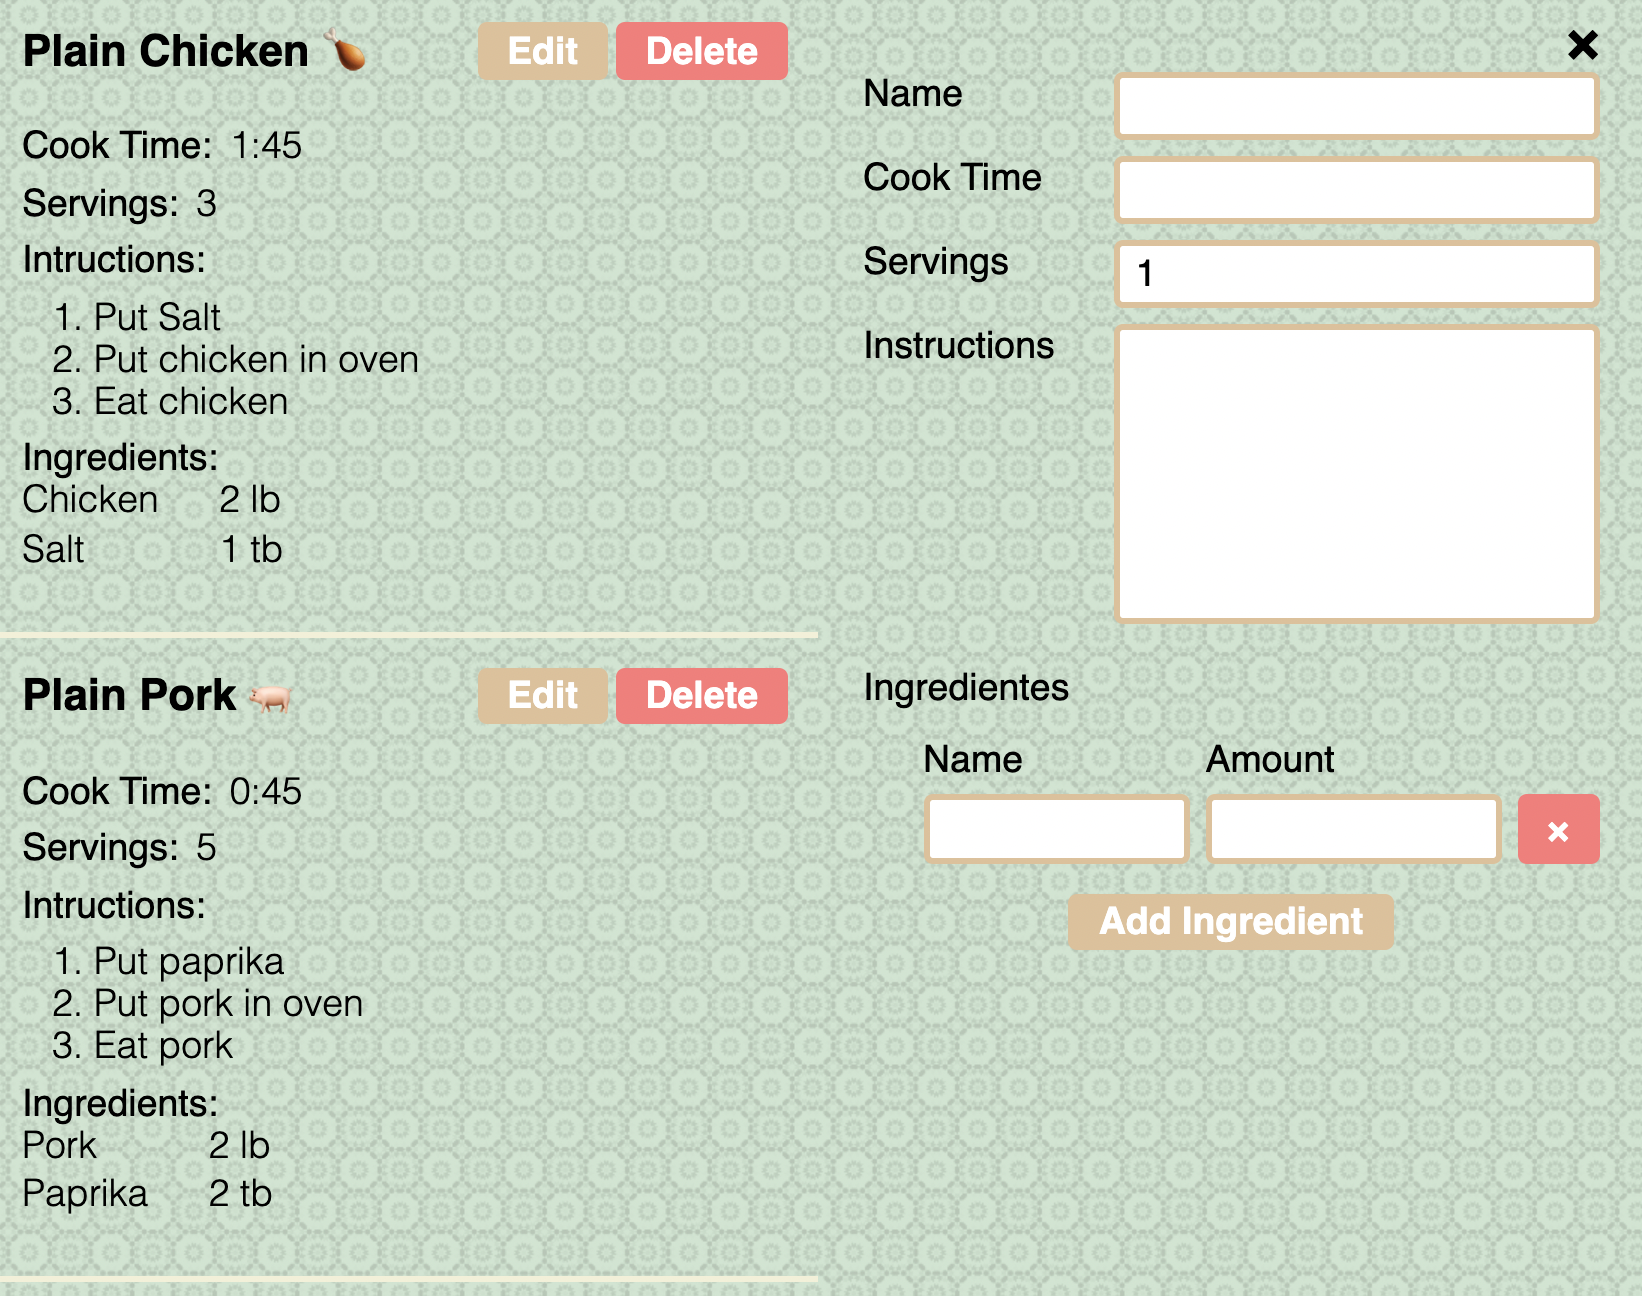 Plain Chicken 🍗 Edit Delete
Cook Time: 1:45
Servings: 3
Intructions:
1. Put Salt
2. Put chicken in oven
3. Eat chicken
Ingredients:
Chicken 2 lb
Salt 1 tb
Plain Pork 🐖 Edit Delete
Cook Time: 0:45
Servings: 5
Intructions:
1. Put paprika
2. Put pork in oven
3. Eat pork
Ingredients:
Pork 2 lb
Paprika 2 tb
×
Name
Cook Time
Servings 1
Instructions
Ingredientes
Name Amount
×
Add Ingredient